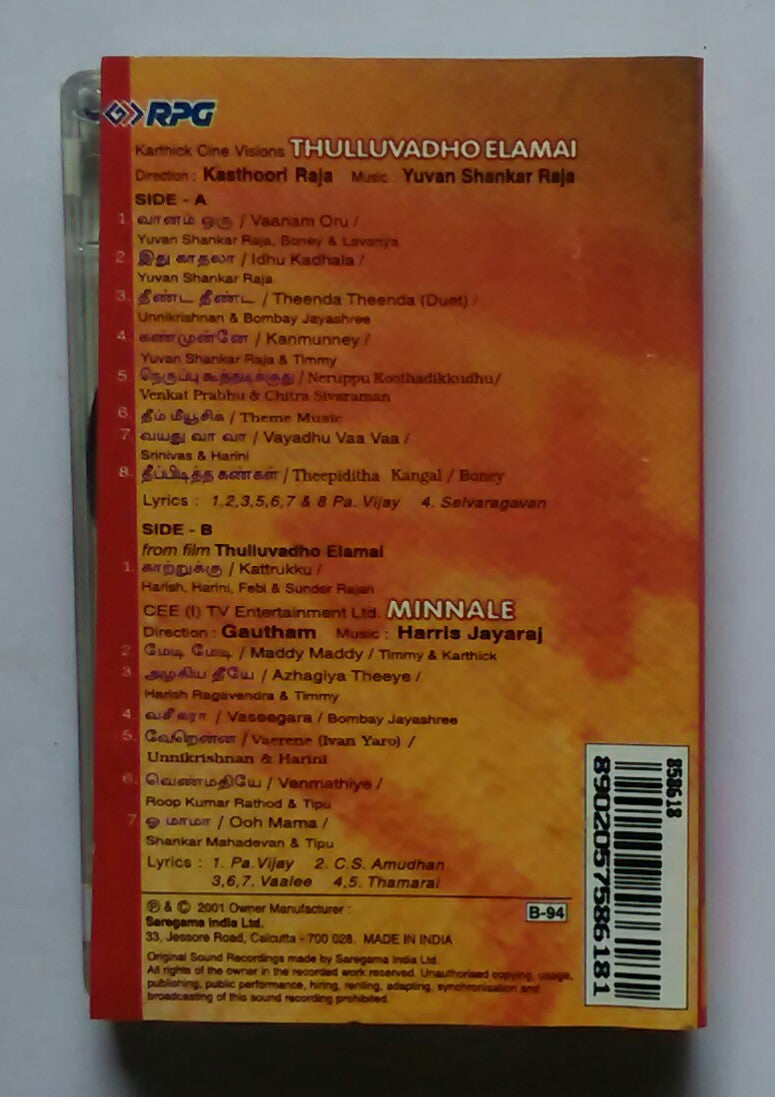 RPG
Karthick Cine Visions THULLUVADHO ELAMAI
Direction : Kasthoori Raja Music : Yuvan Shankar Raja
SIDE - A
1. வானம் ஒரு / Vaanam Oru /
Yuvan Shankar Raja, Boney & Lavanya
2. இது காதலா / Idhu Kadhala /
Yuvan Shankar Raja
3. தீண்ட தீண்ட / Theenda Theenda (Duet) /
Unnikrishnan & Bombay Jayashree
4. கண்முன்னே / Kanmunney /
Yuvan Shankar Raja & Timmy
5. நெருப்பு கூத்தடிக்குது / Neruppu Koothadikkudhu/
Venkat Prabhu & Chitra Sivaraman
6. தீம் மியூசிக் / Theme Music
7. வயது வா வா / Vayadhu Vaa Vaa /
Srinivas & Harini
8. தீப்பிடித்த கண்கள் / Theepiditha Kangal / Boney
Lyrics : 1.2,3,5,6,7 & 8 Pa. Vijay 4. Selvaragavan
SIDE - B
from film Thulluvadho Elamai
1. காற்றுக்கு / Kattrukku /
Harish, Harini, Febi & Sunder Rajan
CEE (I) TV Entertainment Ltd. MINNALE
Direction : Gautham Music : Harris Jayaraj
2. மேடி மேடி / Maddy Maddy / Timmy & Karthick
3. அழகிய தீயே / Azhagiya Theeye /
Harish Ragavendra & Timmy
4. வசீகரா / Vaseegara / Bombay Jayashree
5. வேறென்ன / Vaerene (Ivan Yaro) /
Unnikrishnan & Harini
6. வெண்மதியே / Venmathiye /
Roop Kumar Rathod & Tipu
7. ஓ மாமா / Ooh Mama /
Shankar Mahadevan & Tipu
Lyrics : 1. Pa. Vijay 2. C.S. Amudhan
3,6,7. Vaalee 4,5. Thamarai
℗ & © 2001 Owner Manufacturer :
Saregama India Ltd.
33, Jessore Road, Calcutta - 700 028. MADE IN INDIA
B-94
Original Sound Recordings made by Saregama India Ltd.
All rights of the owner in the recorded work reserved. Unauthorised copying, usage,
publishing, public performance, hiring, renting, adapting, synchronisation and
broadcasting of this sound recording prohibited.
858618
8902057586181